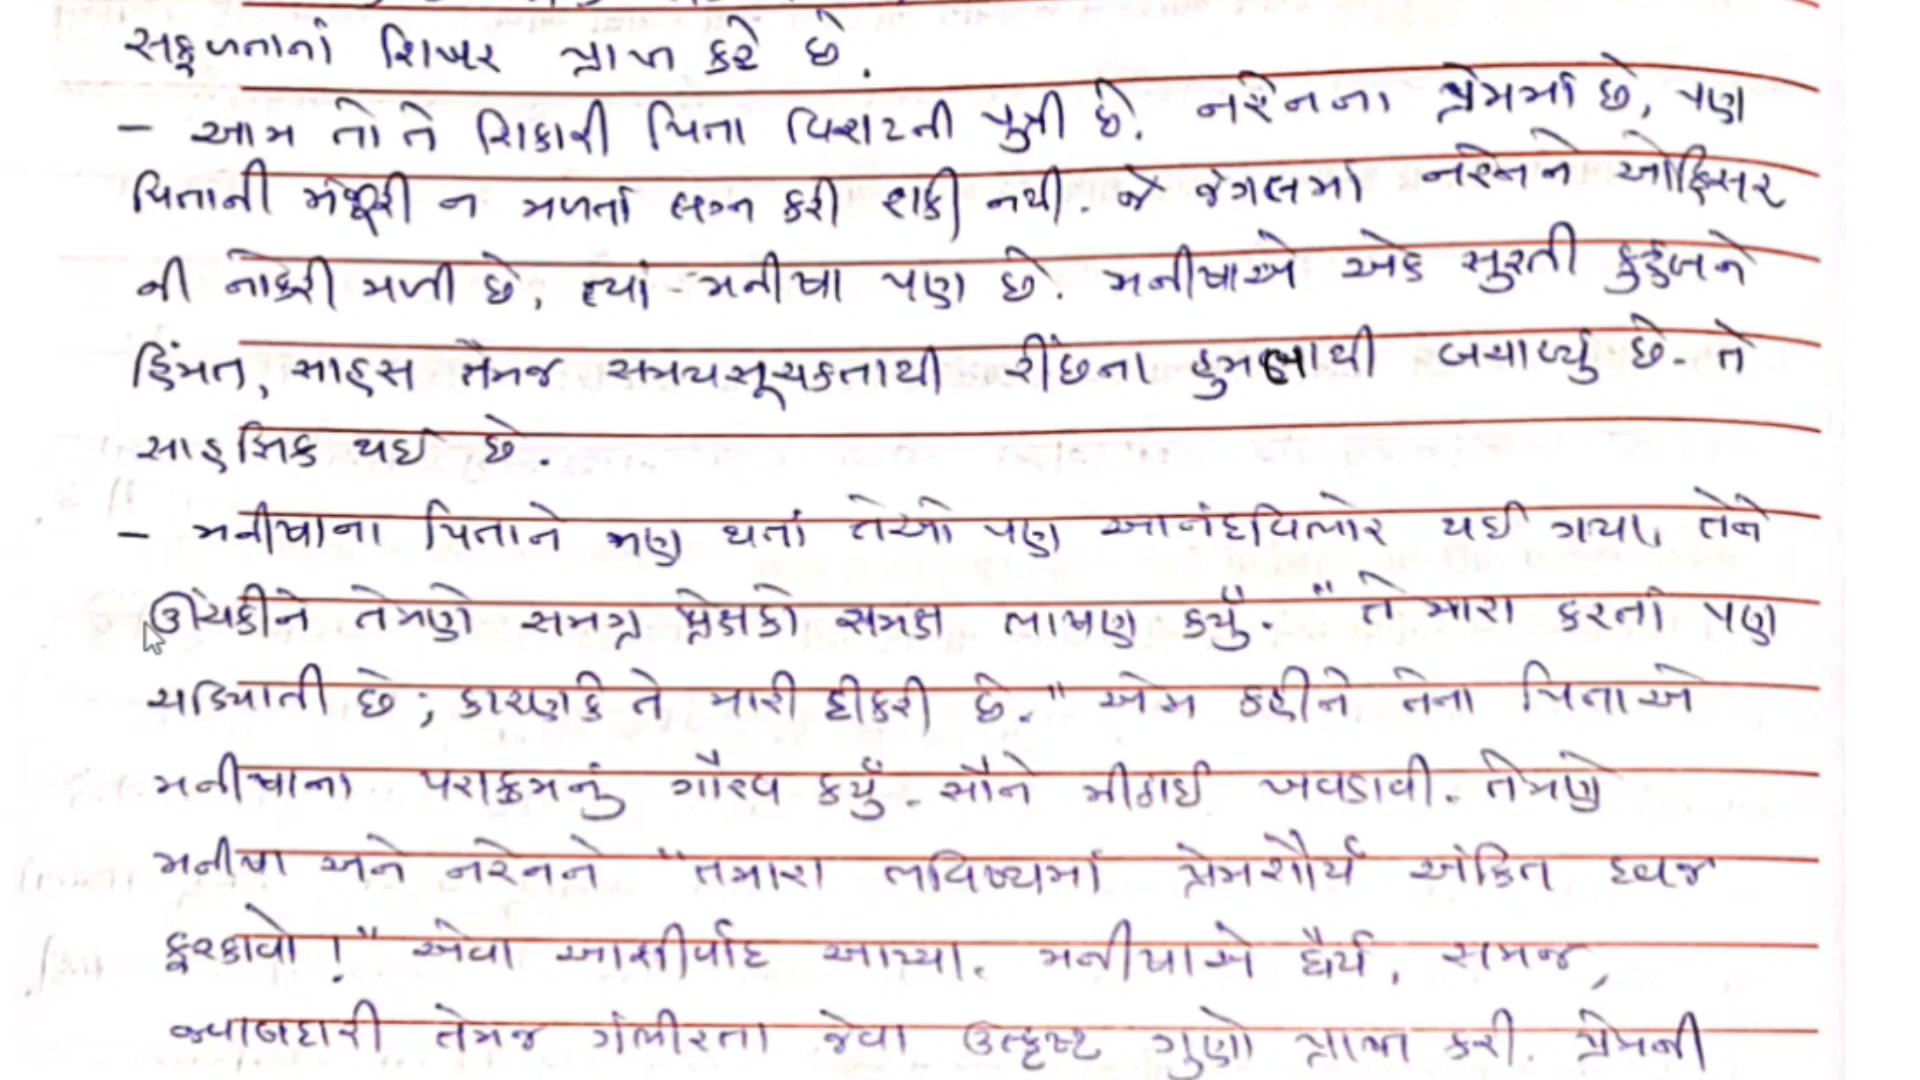 સફળતાનાં શિખર પ્રાપ્ત કરે છે.
- આમ તો તે શિકારી પિતા વિરાટની પુત્રી છે. નરેનના પ્રેમમાં છે, પણ
પિતાની મંજૂરી ન મળતાં લગ્ન કરી શકી નથી. જે જંગલમાં નરેનને ઓફિસર
ની નોકરી મળી છે, ત્યાં મનીષા પણ છે. મનીષાએ એક સુરતી કુટુંબને
હિંમત, સાહસ તેમજ સમયસૂચકતાથી રીંછના હુમલાથી બચાવ્યું છે. તે
સાહસિક થઈ છે.
- મનીષાના પિતાને જાણ થતાં તેઓ પણ આનંદવિભોર થઈ ગયા. તેને
ઊંચકીને તેમણે સમગ્ર પ્રેક્ષકો સમક્ષ ભાષણ કર્યું. "તે મારા કરતાં પણ
ચડિયાતી છે; કારણકે તે મારી દીકરી છે." એમ કહીને તેના પિતાએ
મનીષાના પરાક્રમનું ગૌરવ કર્યું. સૌને મીઠાઈ ખવડાવી. તેમણે
મનીષા અને નરેનને "તમારા ભવિષ્યમાં પ્રેમશૌર્ય અંકિત ધ્વજ
ફરકાવો !" એવા આશીર્વાદ આપ્યા. મનીષાએ ધૈર્ય, સમજ,
જવાબદારી તેમજ ગંભીરતા જેવા ઉત્કૃષ્ટ ગુણો પ્રાપ્ત કરી. પ્રેમની